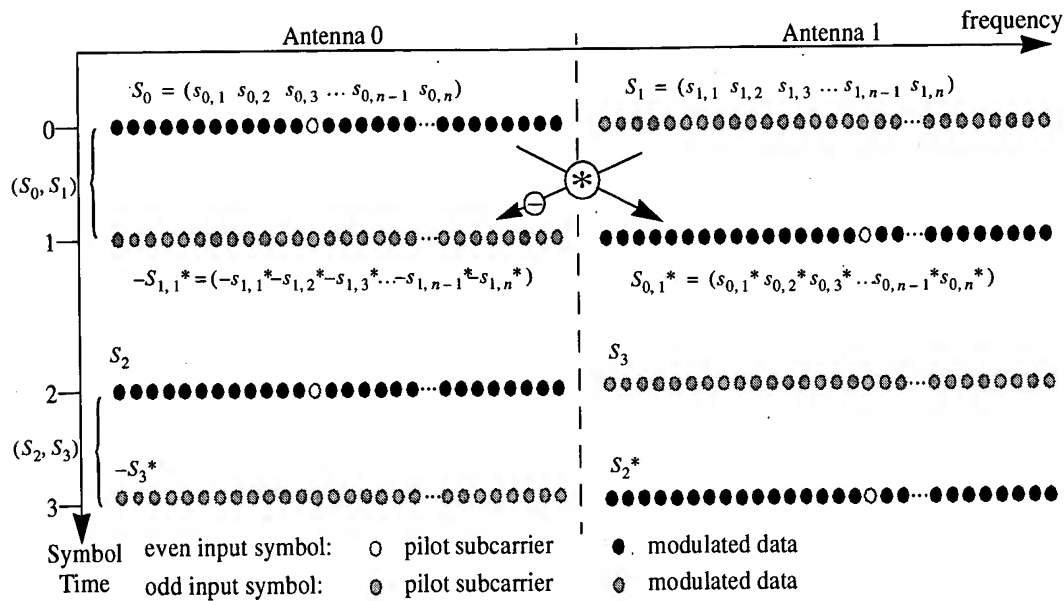 Antenna 0
Antenna 1
frequency
S0 = (s0, 1 s0, 2 s0, 3 ... s0, n−1 s0, n)
S1 = (s1, 1 s1, 2 s1, 3 ... s1, n−1 s1, n)
0
(S0, S1)
*
−
1
−S1, 1* = (−s1, 1* −s1, 2* −s1, 3* ... −s1, n−1* −s1, n*)
S0, 1* = (s0, 1* s0, 2* s0, 3* ... s0, n−1* s0, n*)
S2
S3
2
(S2, S3)
−S3*
S2*
3
Symbol Time
even input symbol: pilot subcarrier modulated data
odd input symbol: pilot subcarrier modulated data